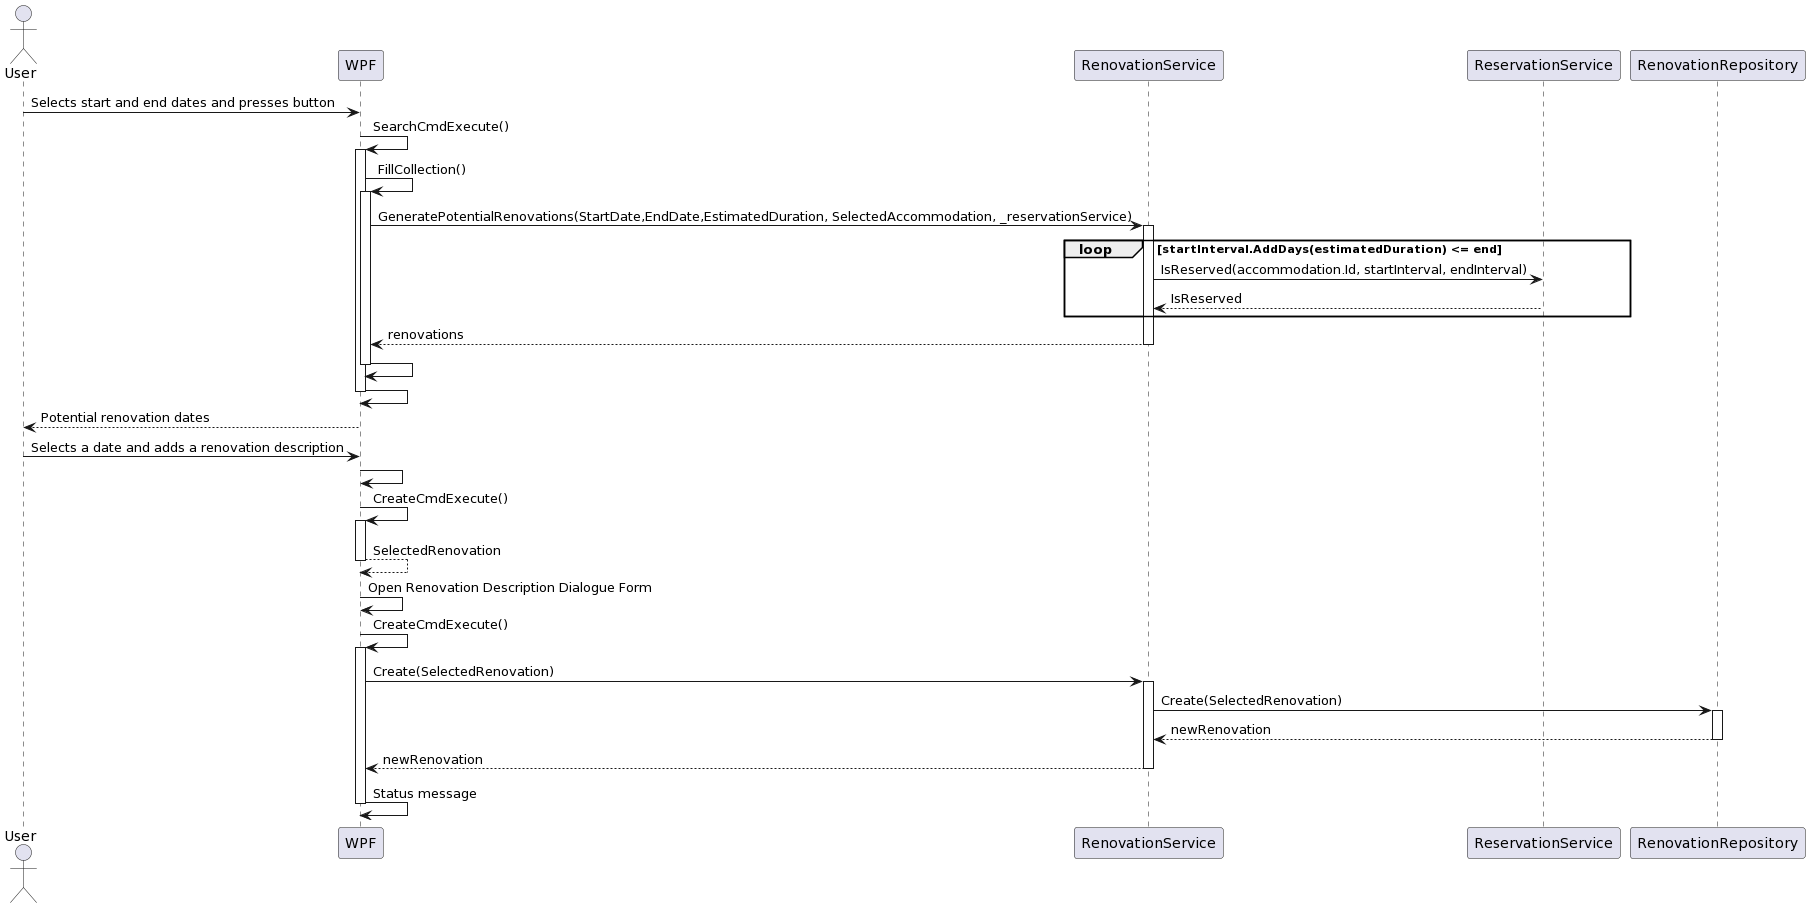 User
WPF
RenovationService
ReservationService
RenovationRepository
Selects start and end dates and presses button
SearchCmdExecute()
FillCollection()
GeneratePotentialRenovations(StartDate,EndDate,EstimatedDuration, SelectedAccommodation, _reservationService)
loop
[startInterval.AddDays(estimatedDuration) <= end]
IsReserved(accommodation.Id, startInterval, endInterval)
IsReserved
renovations
Potential renovation dates
Selects a date and adds a renovation description
CreateCmdExecute()
SelectedRenovation
Open Renovation Description Dialogue Form
CreateCmdExecute()
Create(SelectedRenovation)
Create(SelectedRenovation)
newRenovation
newRenovation
Status message
User
WPF
RenovationService
ReservationService
RenovationRepository